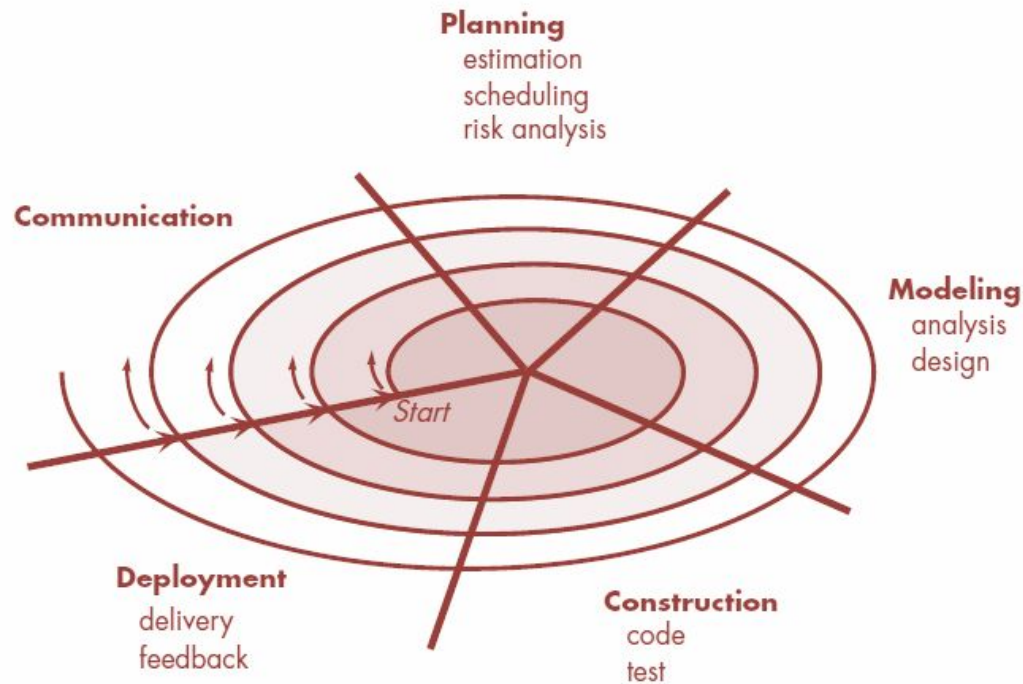 Planning
estimation
scheduling
risk analysis
Communication
Modeling
analysis
design
Start
Deployment
delivery
feedback
Construction
code
test